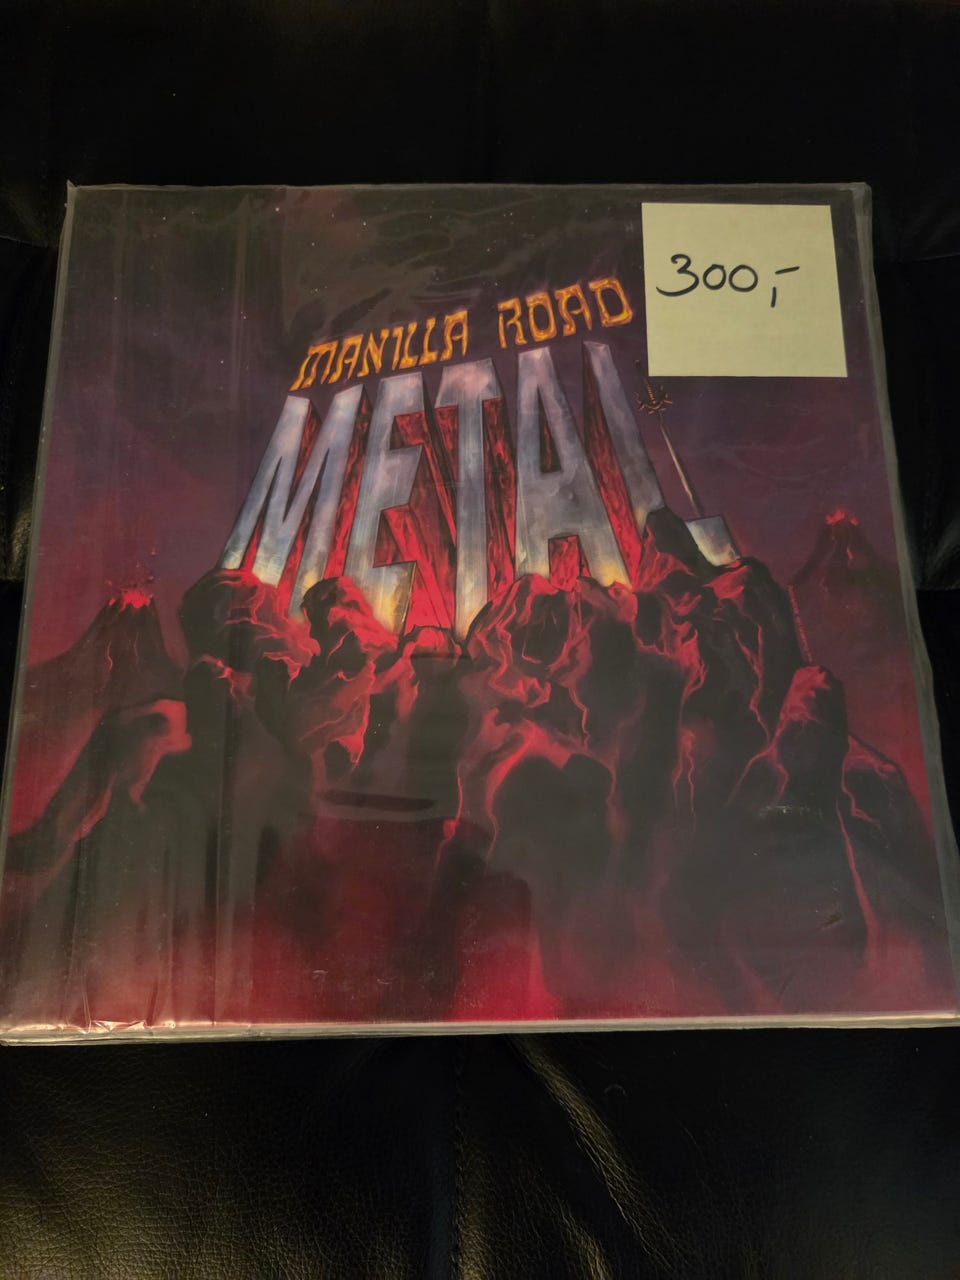 300,-
MANILLA ROAD
METAL